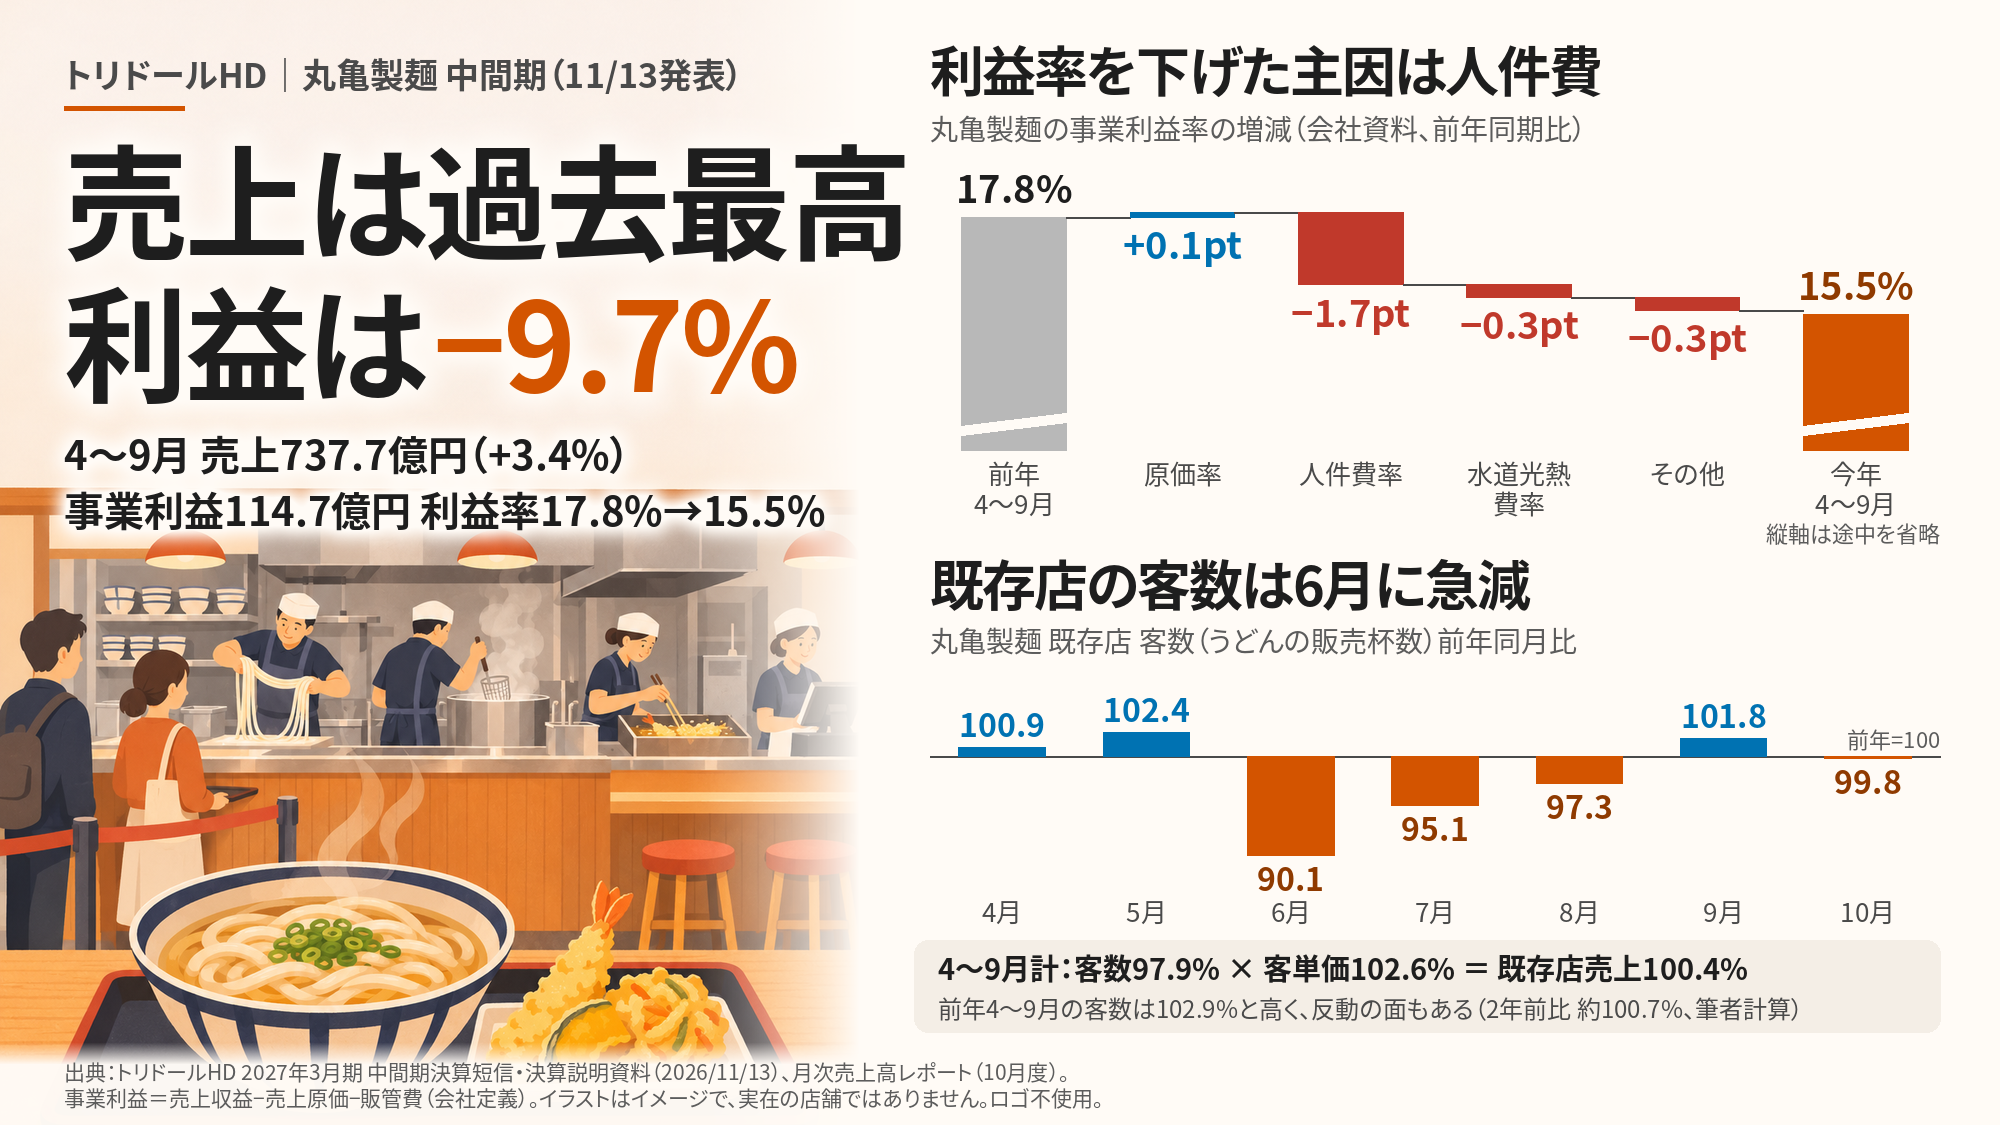 トリドールHD｜丸亀製麺 中間期（11/13発表）
売上は過去最高
利益は−9.7%
4〜9月 売上737.7億円（+3.4%）
事業利益114.7億円 利益率17.8%→15.5%
利益率を下げた主因は人件費
丸亀製麺の事業利益率の増減（会社資料、前年同期比）
17.8%
+0.1pt
−1.7pt
−0.3pt
−0.3pt
15.5%
前年
4〜9月
原価率
人件費率
水道光熱
費率
その他
今年
4〜9月
縦軸は途中を省略
既存店の客数は6月に急減
丸亀製麺 既存店 客数（うどんの販売杯数）前年同月比
100.9
102.4
90.1
95.1
97.3
101.8
前年=100
99.8
4月
5月
6月
7月
8月
9月
10月
4〜9月計：客数97.9% × 客単価102.6% ＝ 既存店売上100.4%
前年4〜9月の客数は102.9%と高く、反動の面もある（2年前比 約100.7%、筆者計算）
出典：トリドールHD 2027年3月期 中間期決算短信・決算説明資料（2026/11/13）、月次売上高レポート（10月度）。
事業利益＝売上収益−売上原価−販管費（会社定義）。イラストはイメージで、実在の店舗ではありません。ロゴ不使用。